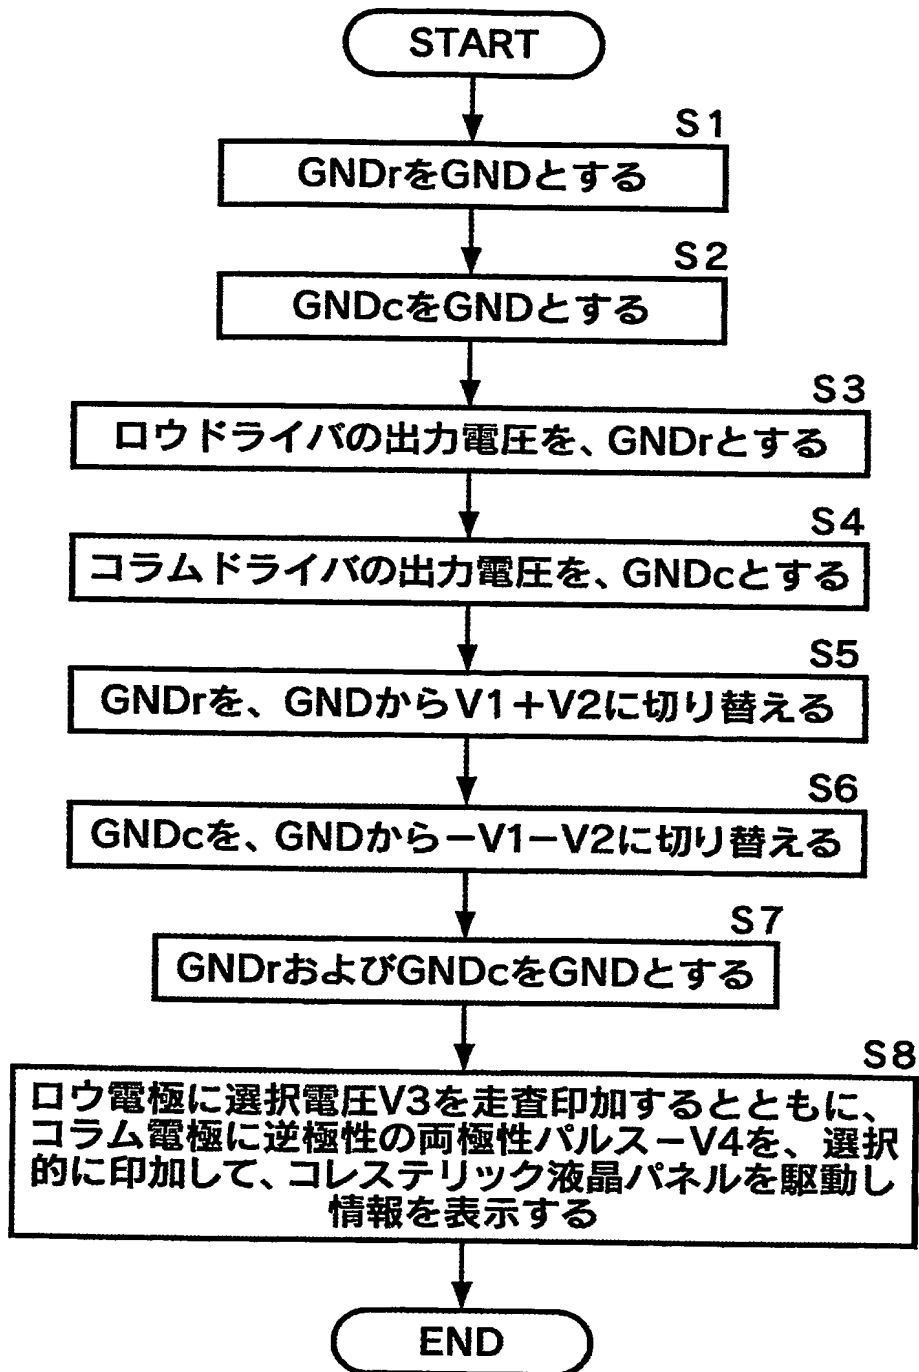 START
S1
GNDrをGNDとする
S2
GNDcをGNDとする
S3
ロウドライバの出力電圧を、GNDrとする
S4
コラムドライバの出力電圧を、GNDcとする
S5
GNDrを、GNDからV1+V2に切り替える
S6
GNDcを、GNDから−V1−V2に切り替える
S7
GNDrおよびGNDcをGNDとする
S8
ロウ電極に選択電圧V3を走査印加するとともに、
コラム電極に逆極性の両極性パルス−V4を、選択
的に印加して、コレステリック液晶パネルを駆動し
情報を表示する
END